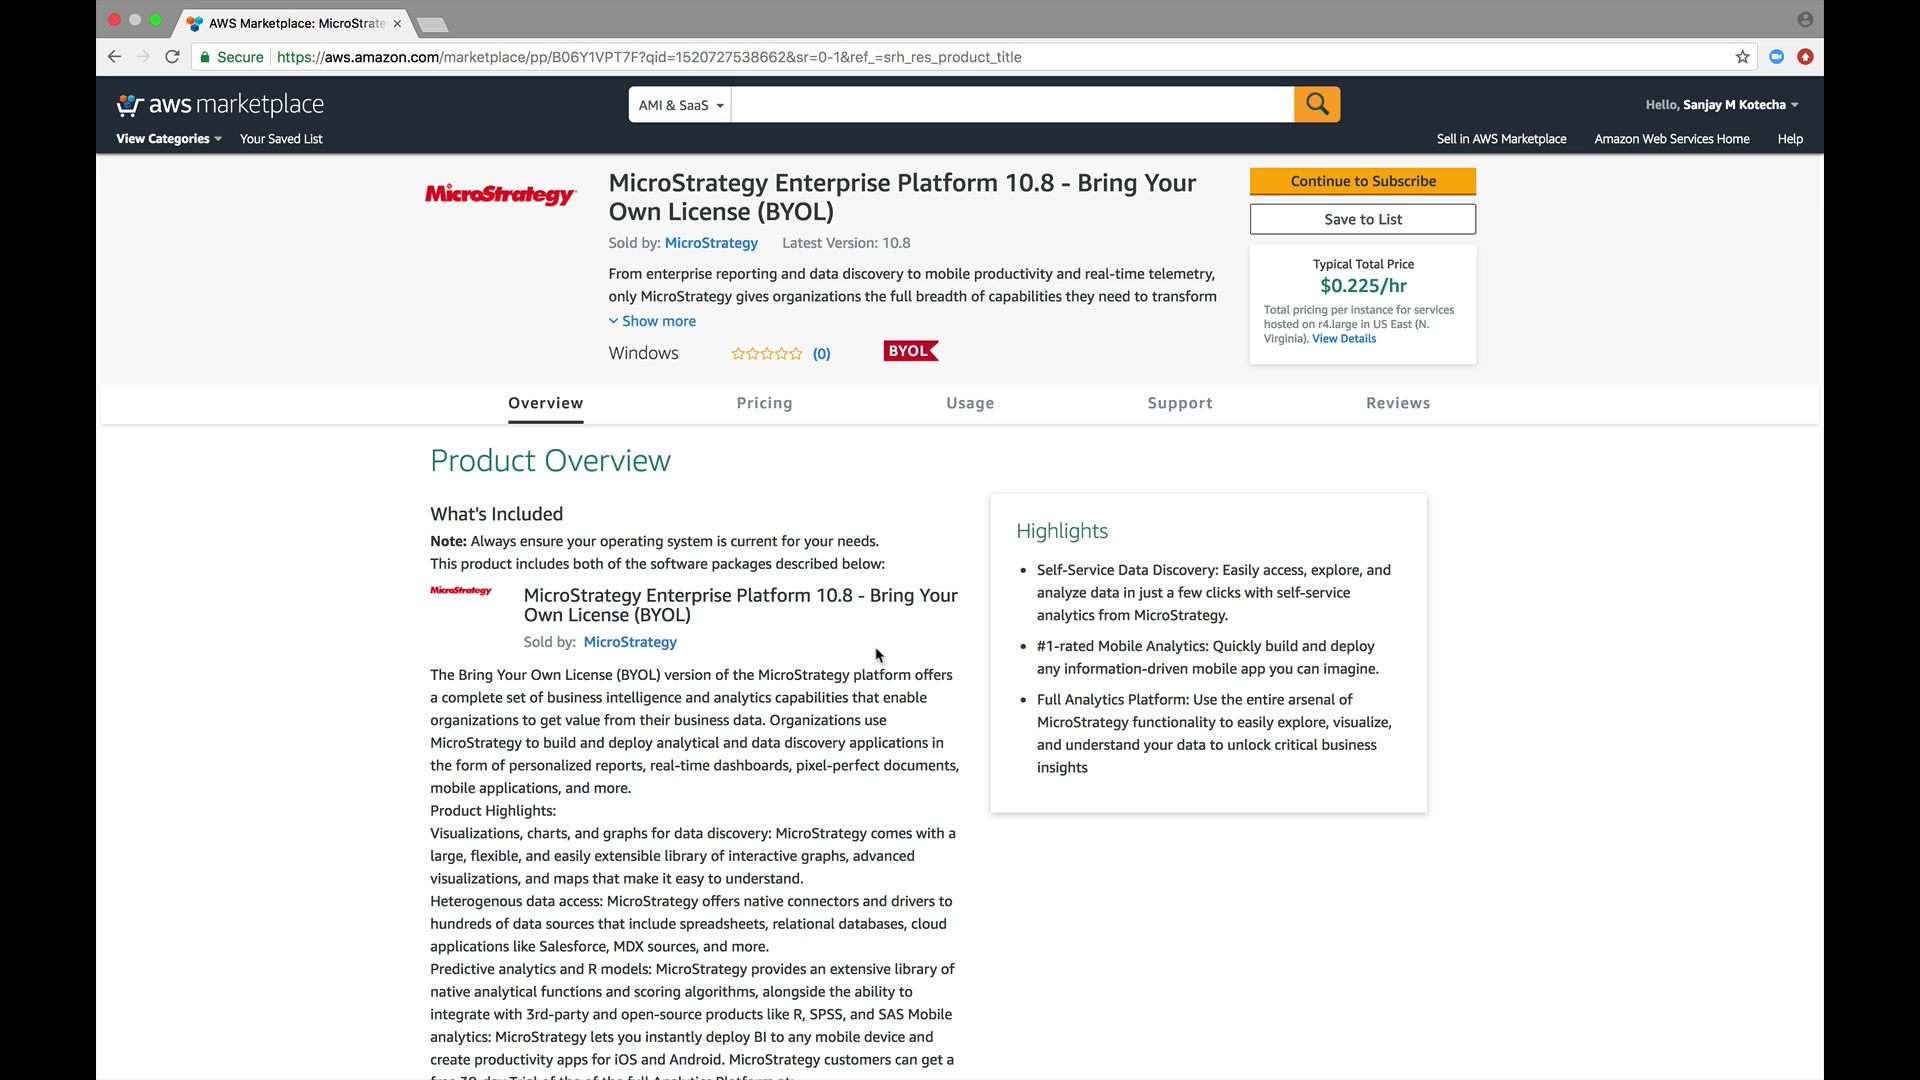 AWS Marketplace: MicroStrate
Secure https://aws.amazon.com/marketplace/pp/B06Y1VPT7F?qid=1520727538662&sr=0-1&ref_=srh_res_product_title
aws marketplace
AMI & SaaS
Hello, Sanjay M Kotecha
View Categories Your Saved List
Sell in AWS Marketplace Amazon Web Services Home Help
MicroStrategy
MicroStrategy Enterprise Platform 10.8 - Bring Your
Own License (BYOL)
Sold by: MicroStrategy Latest Version: 10.8
From enterprise reporting and data discovery to mobile productivity and real-time telemetry,
only MicroStrategy gives organizations the full breadth of capabilities they need to transform
Show more
Windows (0) BYOL
Continue to Subscribe
Save to List
Typical Total Price
$0.225/hr
Total pricing per instance for services
hosted on r4.large in US East (N.
Virginia). View Details
Overview Pricing Usage Support Reviews
Product Overview
What's Included
Note: Always ensure your operating system is current for your needs.
This product includes both of the software packages described below:
MicroStrategy
MicroStrategy Enterprise Platform 10.8 - Bring Your
Own License (BYOL)
Sold by: MicroStrategy
The Bring Your Own License (BYOL) version of the MicroStrategy platform offers
a complete set of business intelligence and analytics capabilities that enable
organizations to get value from their business data. Organizations use
MicroStrategy to build and deploy analytical and data discovery applications in
the form of personalized reports, real-time dashboards, pixel-perfect documents,
mobile applications, and more.
Product Highlights:
Visualizations, charts, and graphs for data discovery: MicroStrategy comes with a
large, flexible, and easily extensible library of interactive graphs, advanced
visualizations, and maps that make it easy to understand.
Heterogenous data access: MicroStrategy offers native connectors and drivers to
hundreds of data sources that include spreadsheets, relational databases, cloud
applications like Salesforce, MDX sources, and more.
Predictive analytics and R models: MicroStrategy provides an extensive library of
native analytical functions and scoring algorithms, alongside the ability to
integrate with 3rd-party and open-source products like R, SPSS, and SAS Mobile
analytics: MicroStrategy lets you instantly deploy BI to any mobile device and
create productivity apps for iOS and Android. MicroStrategy customers can get a
Highlights
Self-Service Data Discovery: Easily access, explore, and
analyze data in just a few clicks with self-service
analytics from MicroStrategy.
#1-rated Mobile Analytics: Quickly build and deploy
any information-driven mobile app you can imagine.
Full Analytics Platform: Use the entire arsenal of
MicroStrategy functionality to easily explore, visualize,
and understand your data to unlock critical business
insights